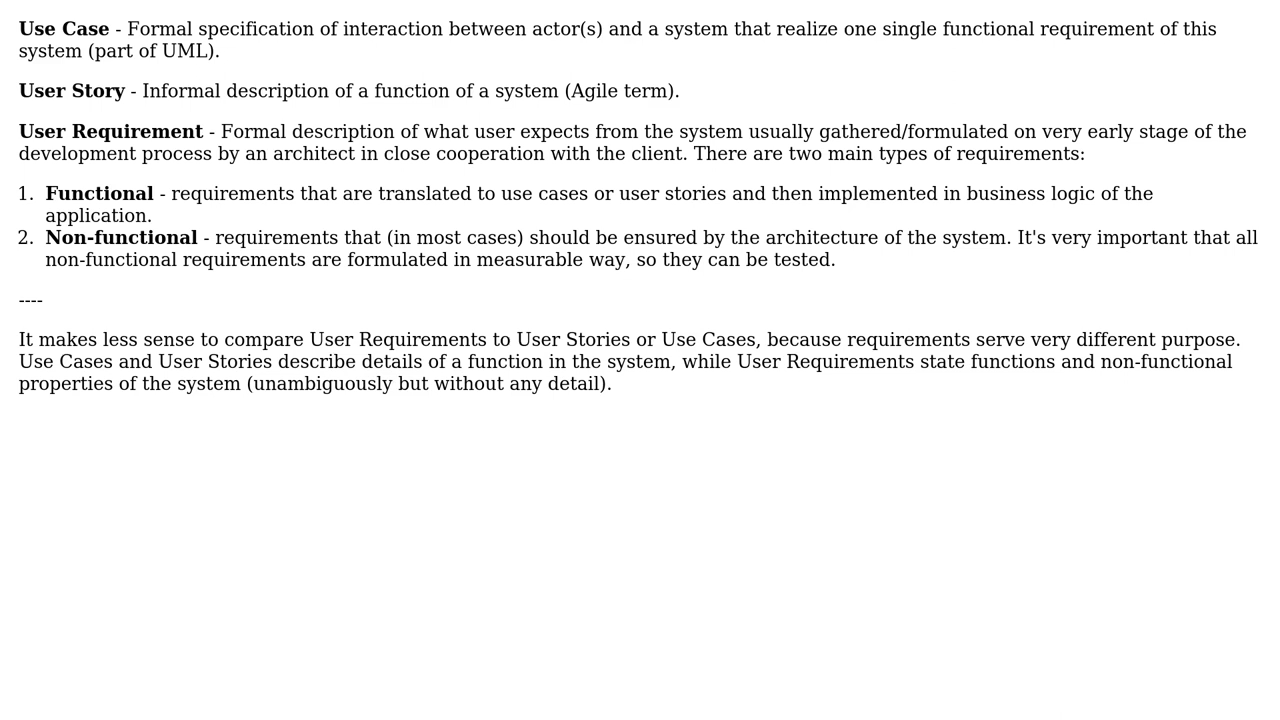 Use Case - Formal specification of interaction between actor(s) and a system that realize one single functional requirement of this
system (part of UML).
User Story - Informal description of a function of a system (Agile term).
User Requirement - Formal description of what user expects from the system usually gathered/formulated on very early stage of the
development process by an architect in close cooperation with the client. There are two main types of requirements:
1. Functional - requirements that are translated to use cases or user stories and then implemented in business logic of the
application.
2. Non-functional - requirements that (in most cases) should be ensured by the architecture of the system. It's very important that all
non-functional requirements are formulated in measurable way, so they can be tested.
----
It makes less sense to compare User Requirements to User Stories or Use Cases, because requirements serve very different purpose.
Use Cases and User Stories describe details of a function in the system, while User Requirements state functions and non-functional
properties of the system (unambiguously but without any detail).